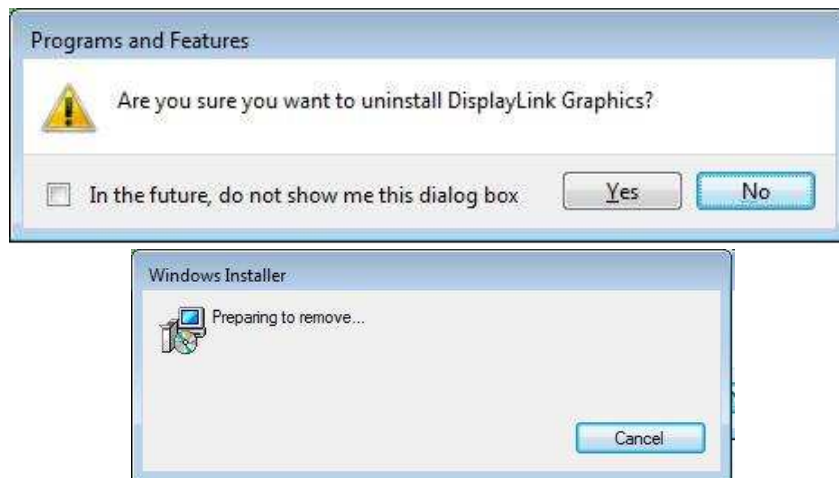 Programs and Features
Are you sure you want to uninstall DisplayLink Graphics?
In the future, do not show me this dialog box
Yes
No
Windows Installer
Preparing to remove...
Cancel